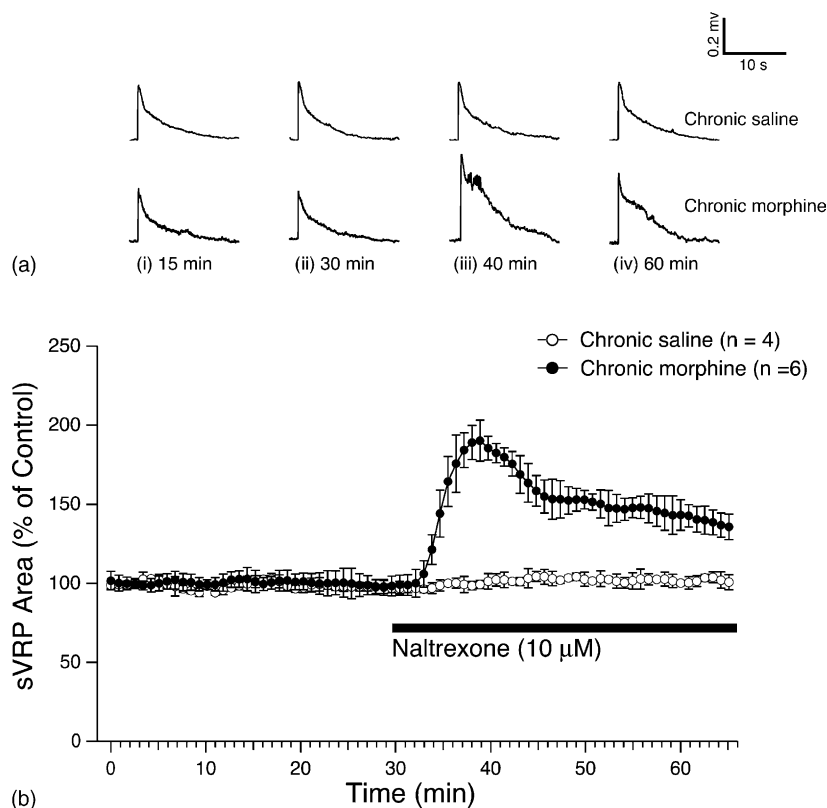 (a)
0.2 mv
10 s
Chronic saline
Chronic morphine
(i) 15 min
(ii) 30 min
(iii) 40 min
(iv) 60 min
250
200
150
100
50
0
sVRP Area (% of Control)
Chronic saline (n = 4)
Chronic morphine (n =6)
Naltrexone (10 μM)
0
10
20
30
40
50
60
Time (min)
(b)